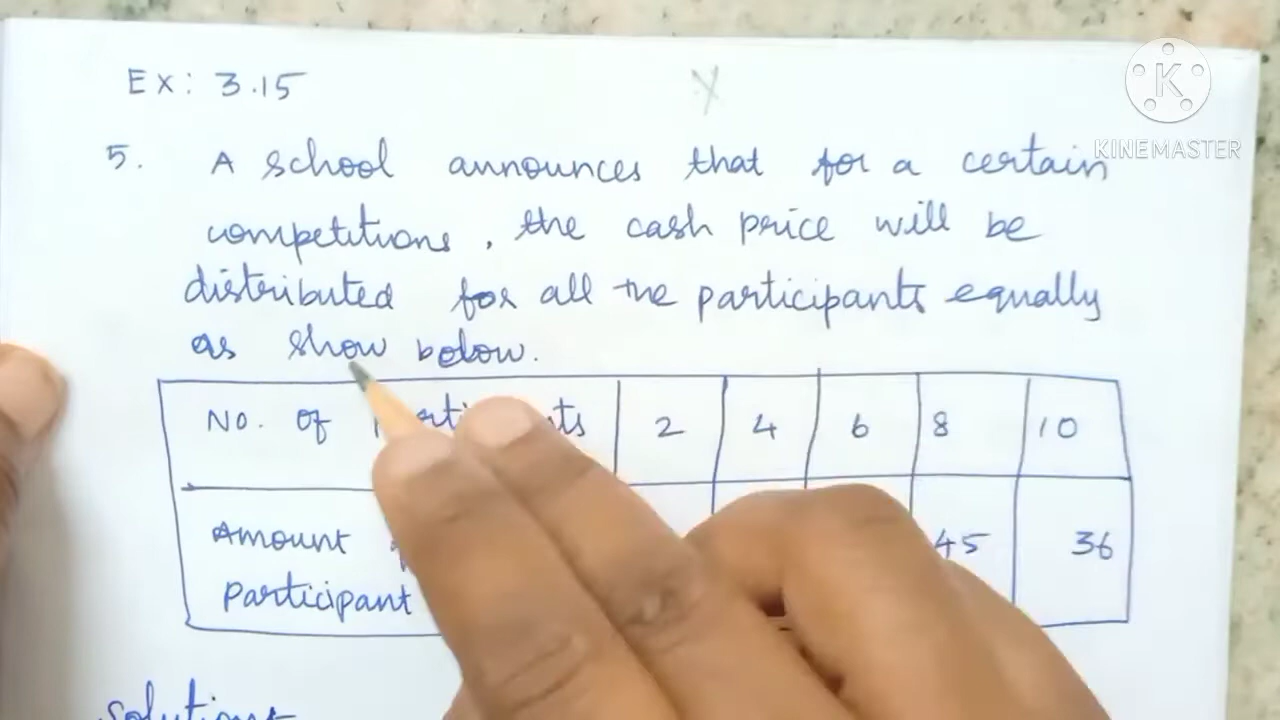 Ex: 3.15
5. A school announces that for a certain
competitions, the cash price will be
distributed for all the participants equally
as show below.
No. of 2 4 6 8 10
Amount 45 36
participant
solution:
K
KINEMASTER